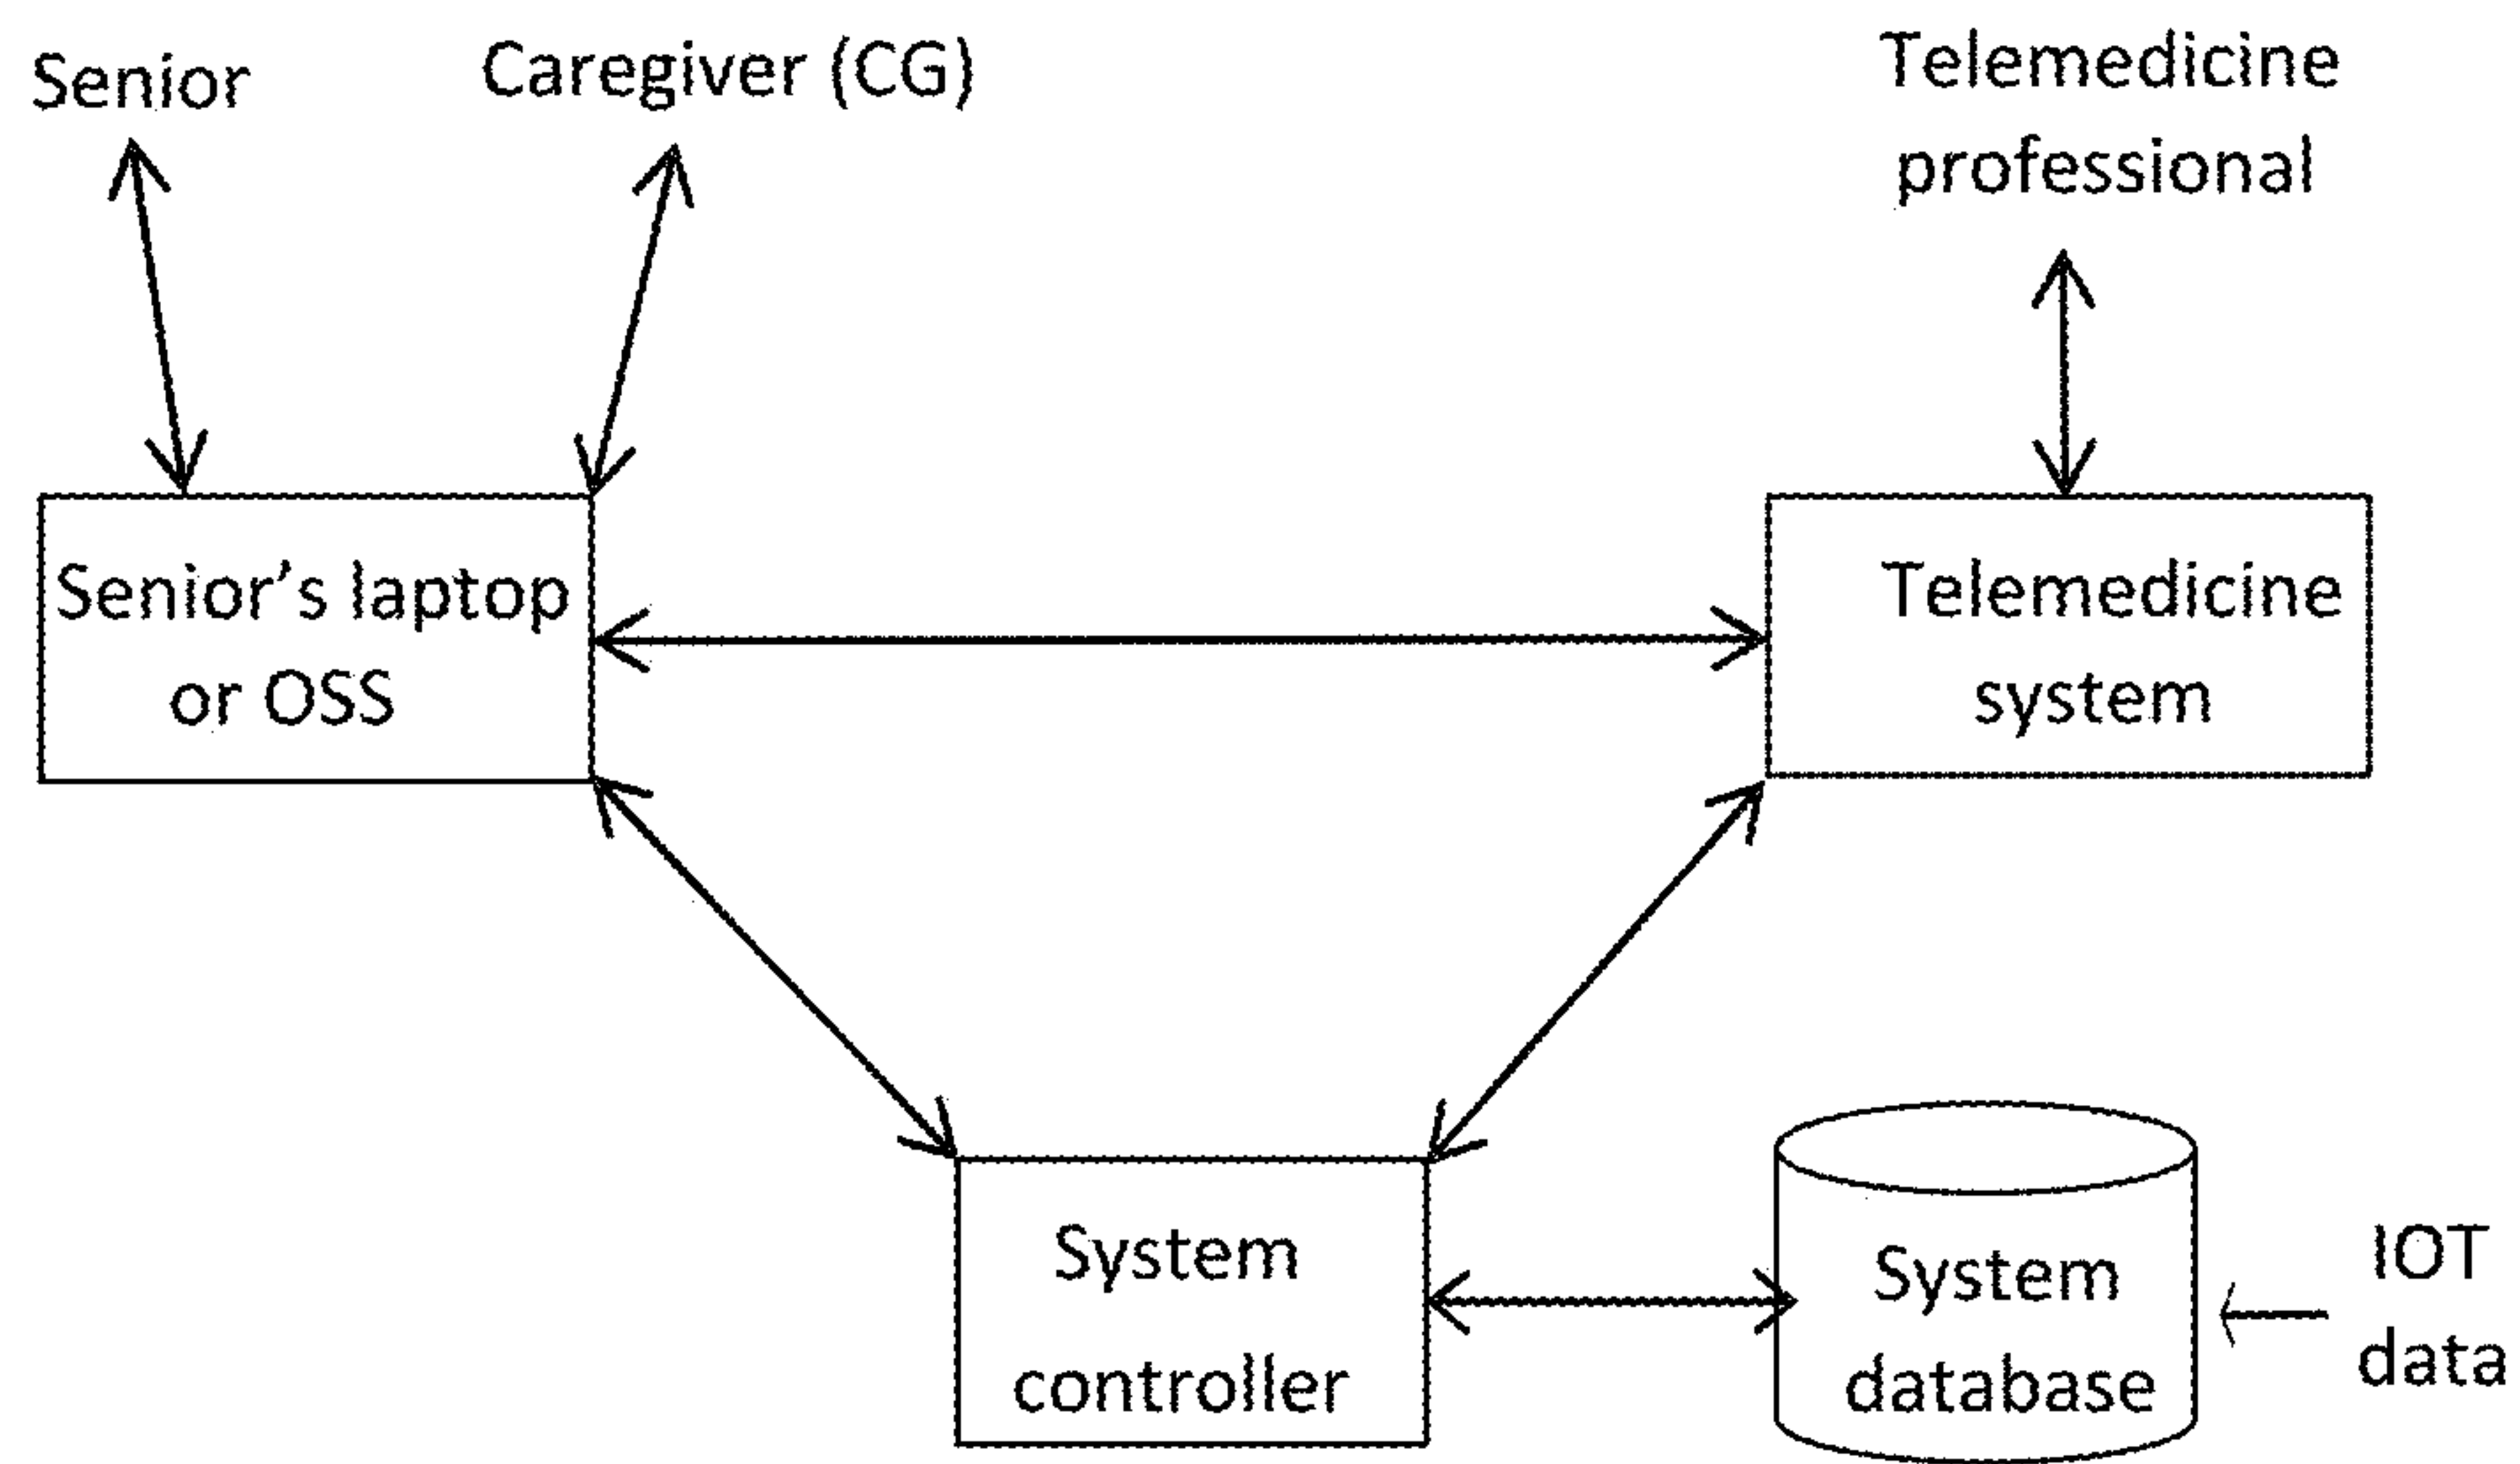 Senior
Caregiver (CG)
Telemedicine
professional
Senior’s laptop
or OSS
Telemedicine
system
System
controller
System
database
IOT
data